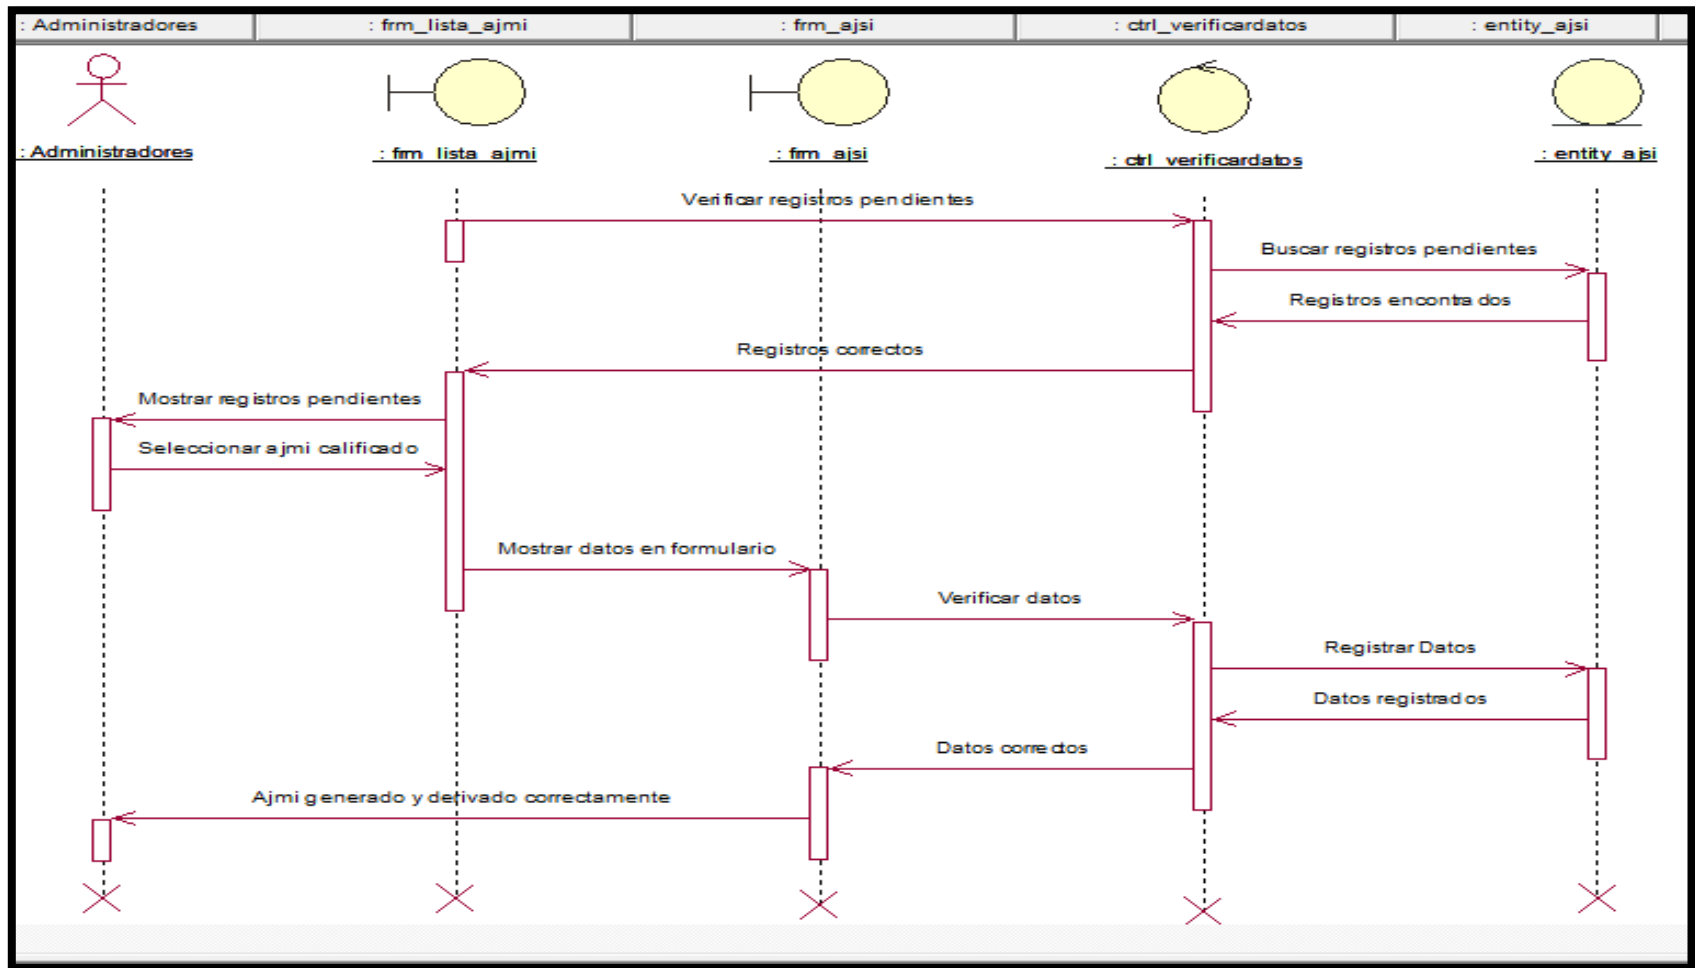 : Administradores
: frm_lista_ajmi
: frm_ajsi
: ctrl_verificardatos
: entity_ajsi
: Administradores
: frm_lista_ajmi
: frm_ajsi
: ctrl_verificardatos
: entity_ajsi
Verificar registros pendientes
Buscar registros pendientes
Registros encontrados
Registros correctos
Mostrar registros pendientes
Seleccionar ajmi calificado
Mostrar datos en formulario
Verificar datos
Registrar Datos
Datos registrados
Datos correctos
Ajmi generado y derivado correctamente